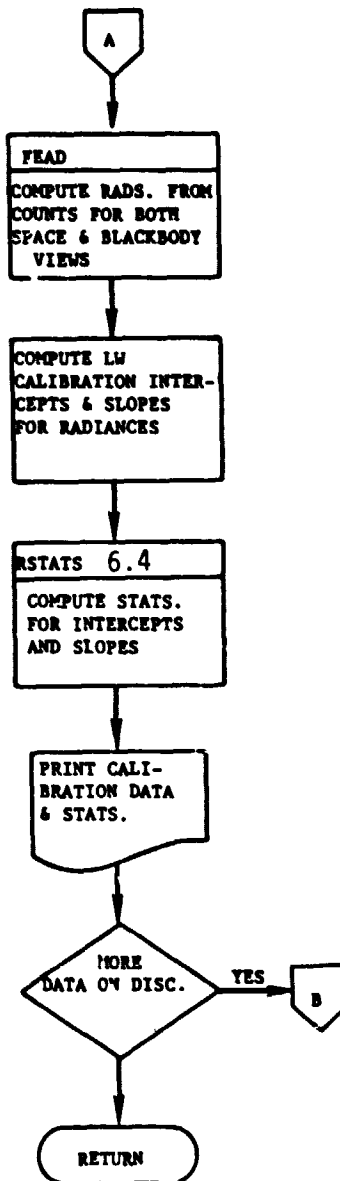 A
FEAD
COMPUTE RADS. FROM
COUNTS FOR BOTH
SPACE & BLACKBODY
VIEWS
COMPUTE LW
CALIBRATION INTER-
CEPTS & SLOPES
FOR RADIANCES
RSTATS 6.4
COMPUTE STATS.
FOR INTERCEPTS
AND SLOPES
PRINT CALI-
BRATION DATA
& STATS.
MORE
DATA ON DISC.
YES
B
RETURN